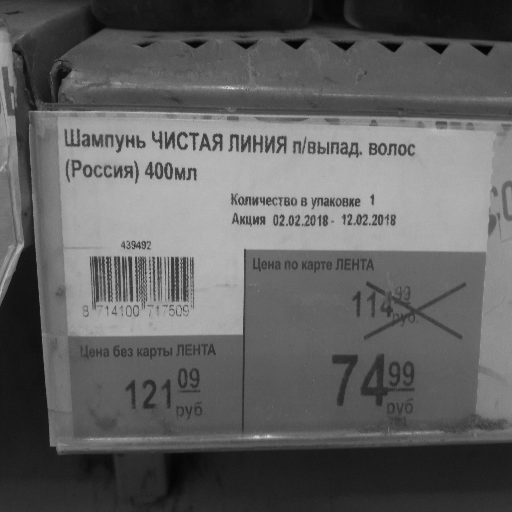 Шампунь ЧИСТАЯ ЛИНИЯ п/выпад. волос
(Россия) 400мл
Количество в упаковке 1
Акция 02.02.2018 - 12.02.2018
439492
8 714100 717509
Цена по карте ЛЕНТА
114 99
руб.
Цена без карты ЛЕНТА
121 09
руб
74 99
руб